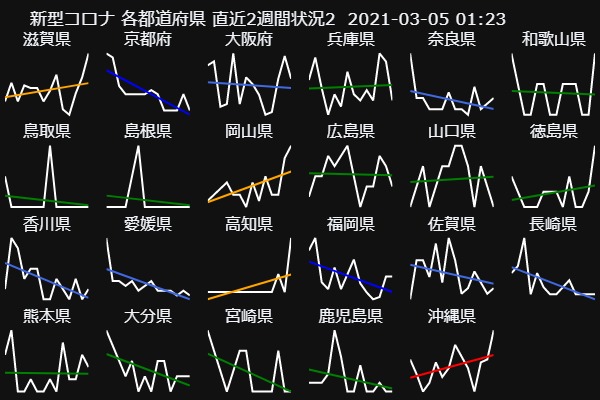 新型コロナ 各都道府県 直近2週間状況2 2021-03-05 01:23
滋賀県 京都府 大阪府 兵庫県 奈良県 和歌山県
鳥取県 島根県 岡山県 広島県 山口県 徳島県
香川県 愛媛県 高知県 福岡県 佐賀県 長崎県
熊本県 大分県 宮崎県 鹿児島県 沖縄県